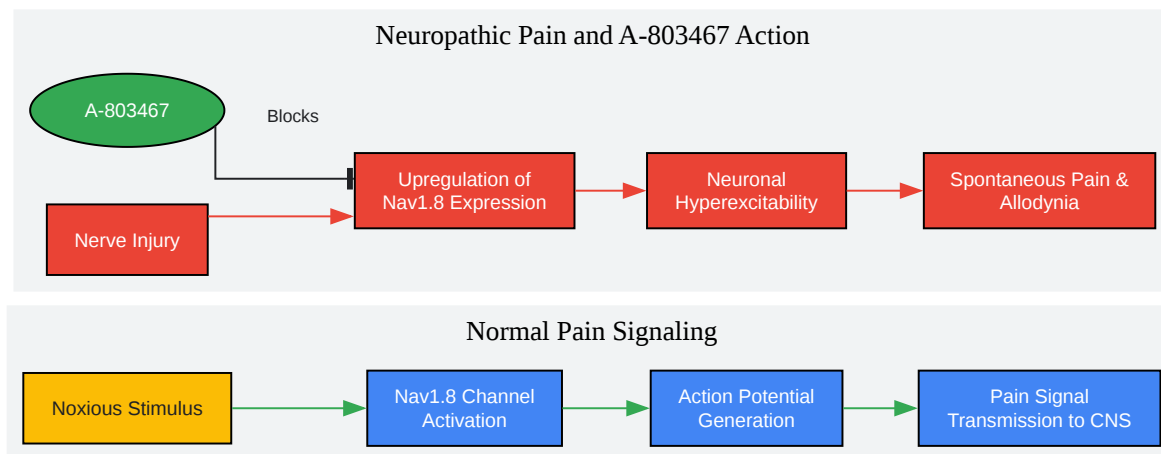 Neuropathic Pain and A-803467 Action
A-803467
Blocks
Upregulation of
Nav1.8 Expression
Neuronal
Hyperexcitability
Spontaneous Pain &
Allodynia
Nerve Injury
Normal Pain Signaling
Noxious Stimulus
Nav1.8 Channel
Activation
Action Potential
Generation
Pain Signal
Transmission to CNS